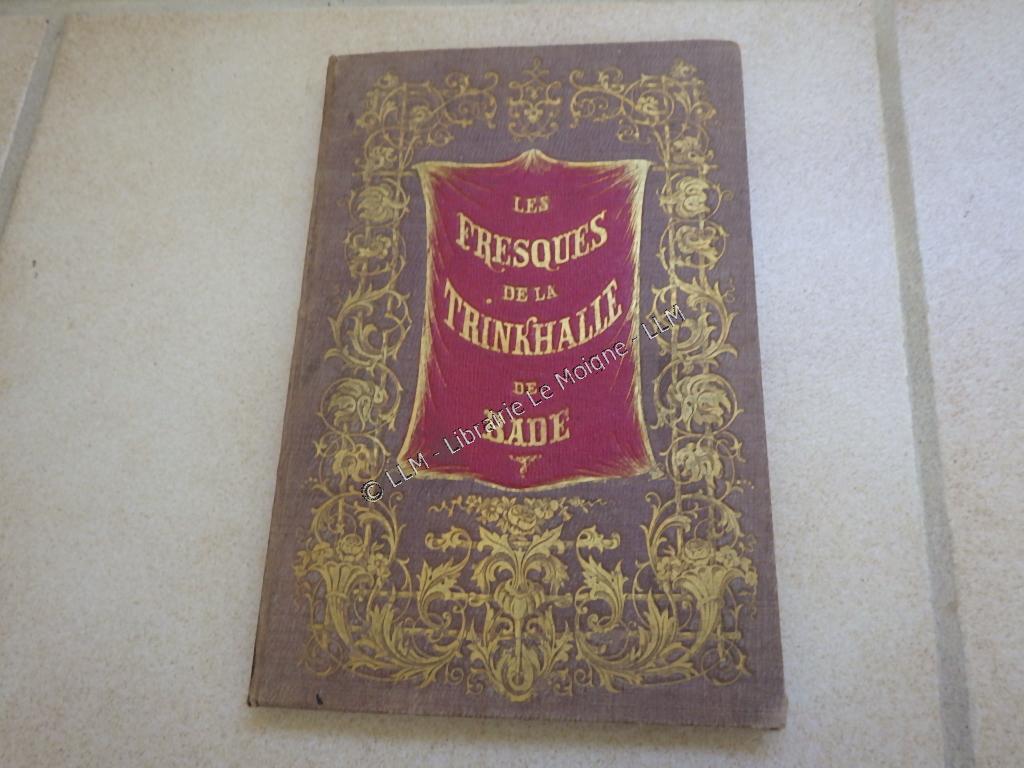 LES
FRESQUES
DE LA
TRINKHALLE
DE
BADE
© LLM - Librairie Le Moigne - LLM